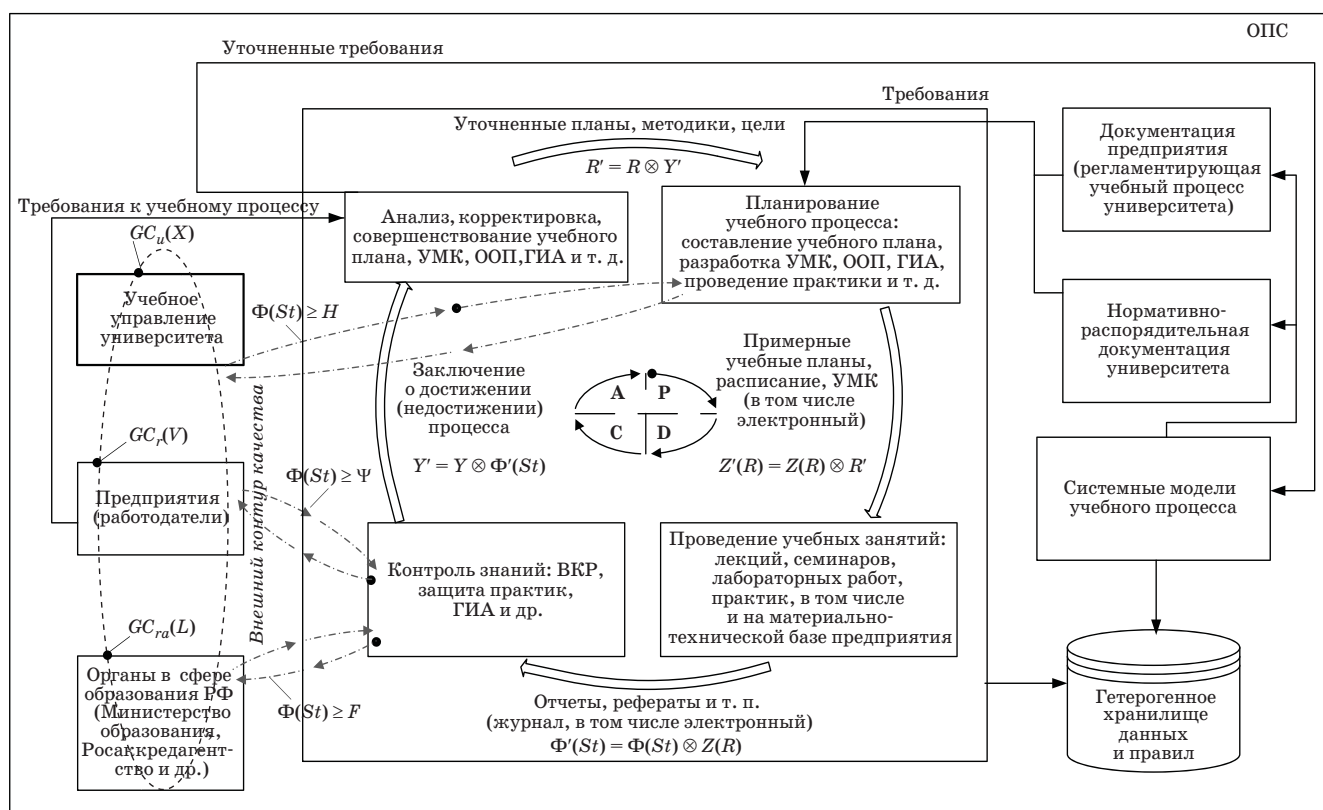 ОПС
Уточненные требования
Требования
Уточненные планы, методики, цели
R′ = R ⊗ Y′
Документация
предприятия
(регламентирующая
учебный процесс
университета)
Требования к учебному процессу
Анализ, корректировка,
совершенствование учебного
плана, УМК, ООП,ГИА и т. д.
Планирование
учебного процесса:
составление учебного плана,
разработка УМК, ООП, ГИА,
проведение практики и т. д.
GCu(X)
Учебное
управление
университета
Φ(St) ≥ H
Нормативно-
распорядительная
документация
университета
Заключение
о достижении
(недостижении)
процесса
Y′ = Y ⊗ Φ′(St)
A P
C D
Примерные
учебные планы,
расписание, УМК
(в том числе
электронный)
Z′(R) = Z(R) ⊗ R′
Внешний контур качества
GCr(V)
Предприятия
(работодатели)
Φ(St) ≥ Ψ
Системные модели
учебного процесса
Контроль знаний: ВКР,
защита практик,
ГИА и др.
Проведение учебных занятий:
лекций, семинаров,
лабораторных работ,
практик, в том числе
и на материально-
технической базе предприятия
GCra(L)
Органы в сфере
образования РФ
(Министерство
образования,
Росаккредагент-
ство и др.)
Φ(St) ≥ F
Отчеты, рефераты и т. п.
(журнал, в том числе электронный)
Φ′(St) = Φ(St) ⊗ Z(R)
Гетерогенное
хранилище
данных
и правил